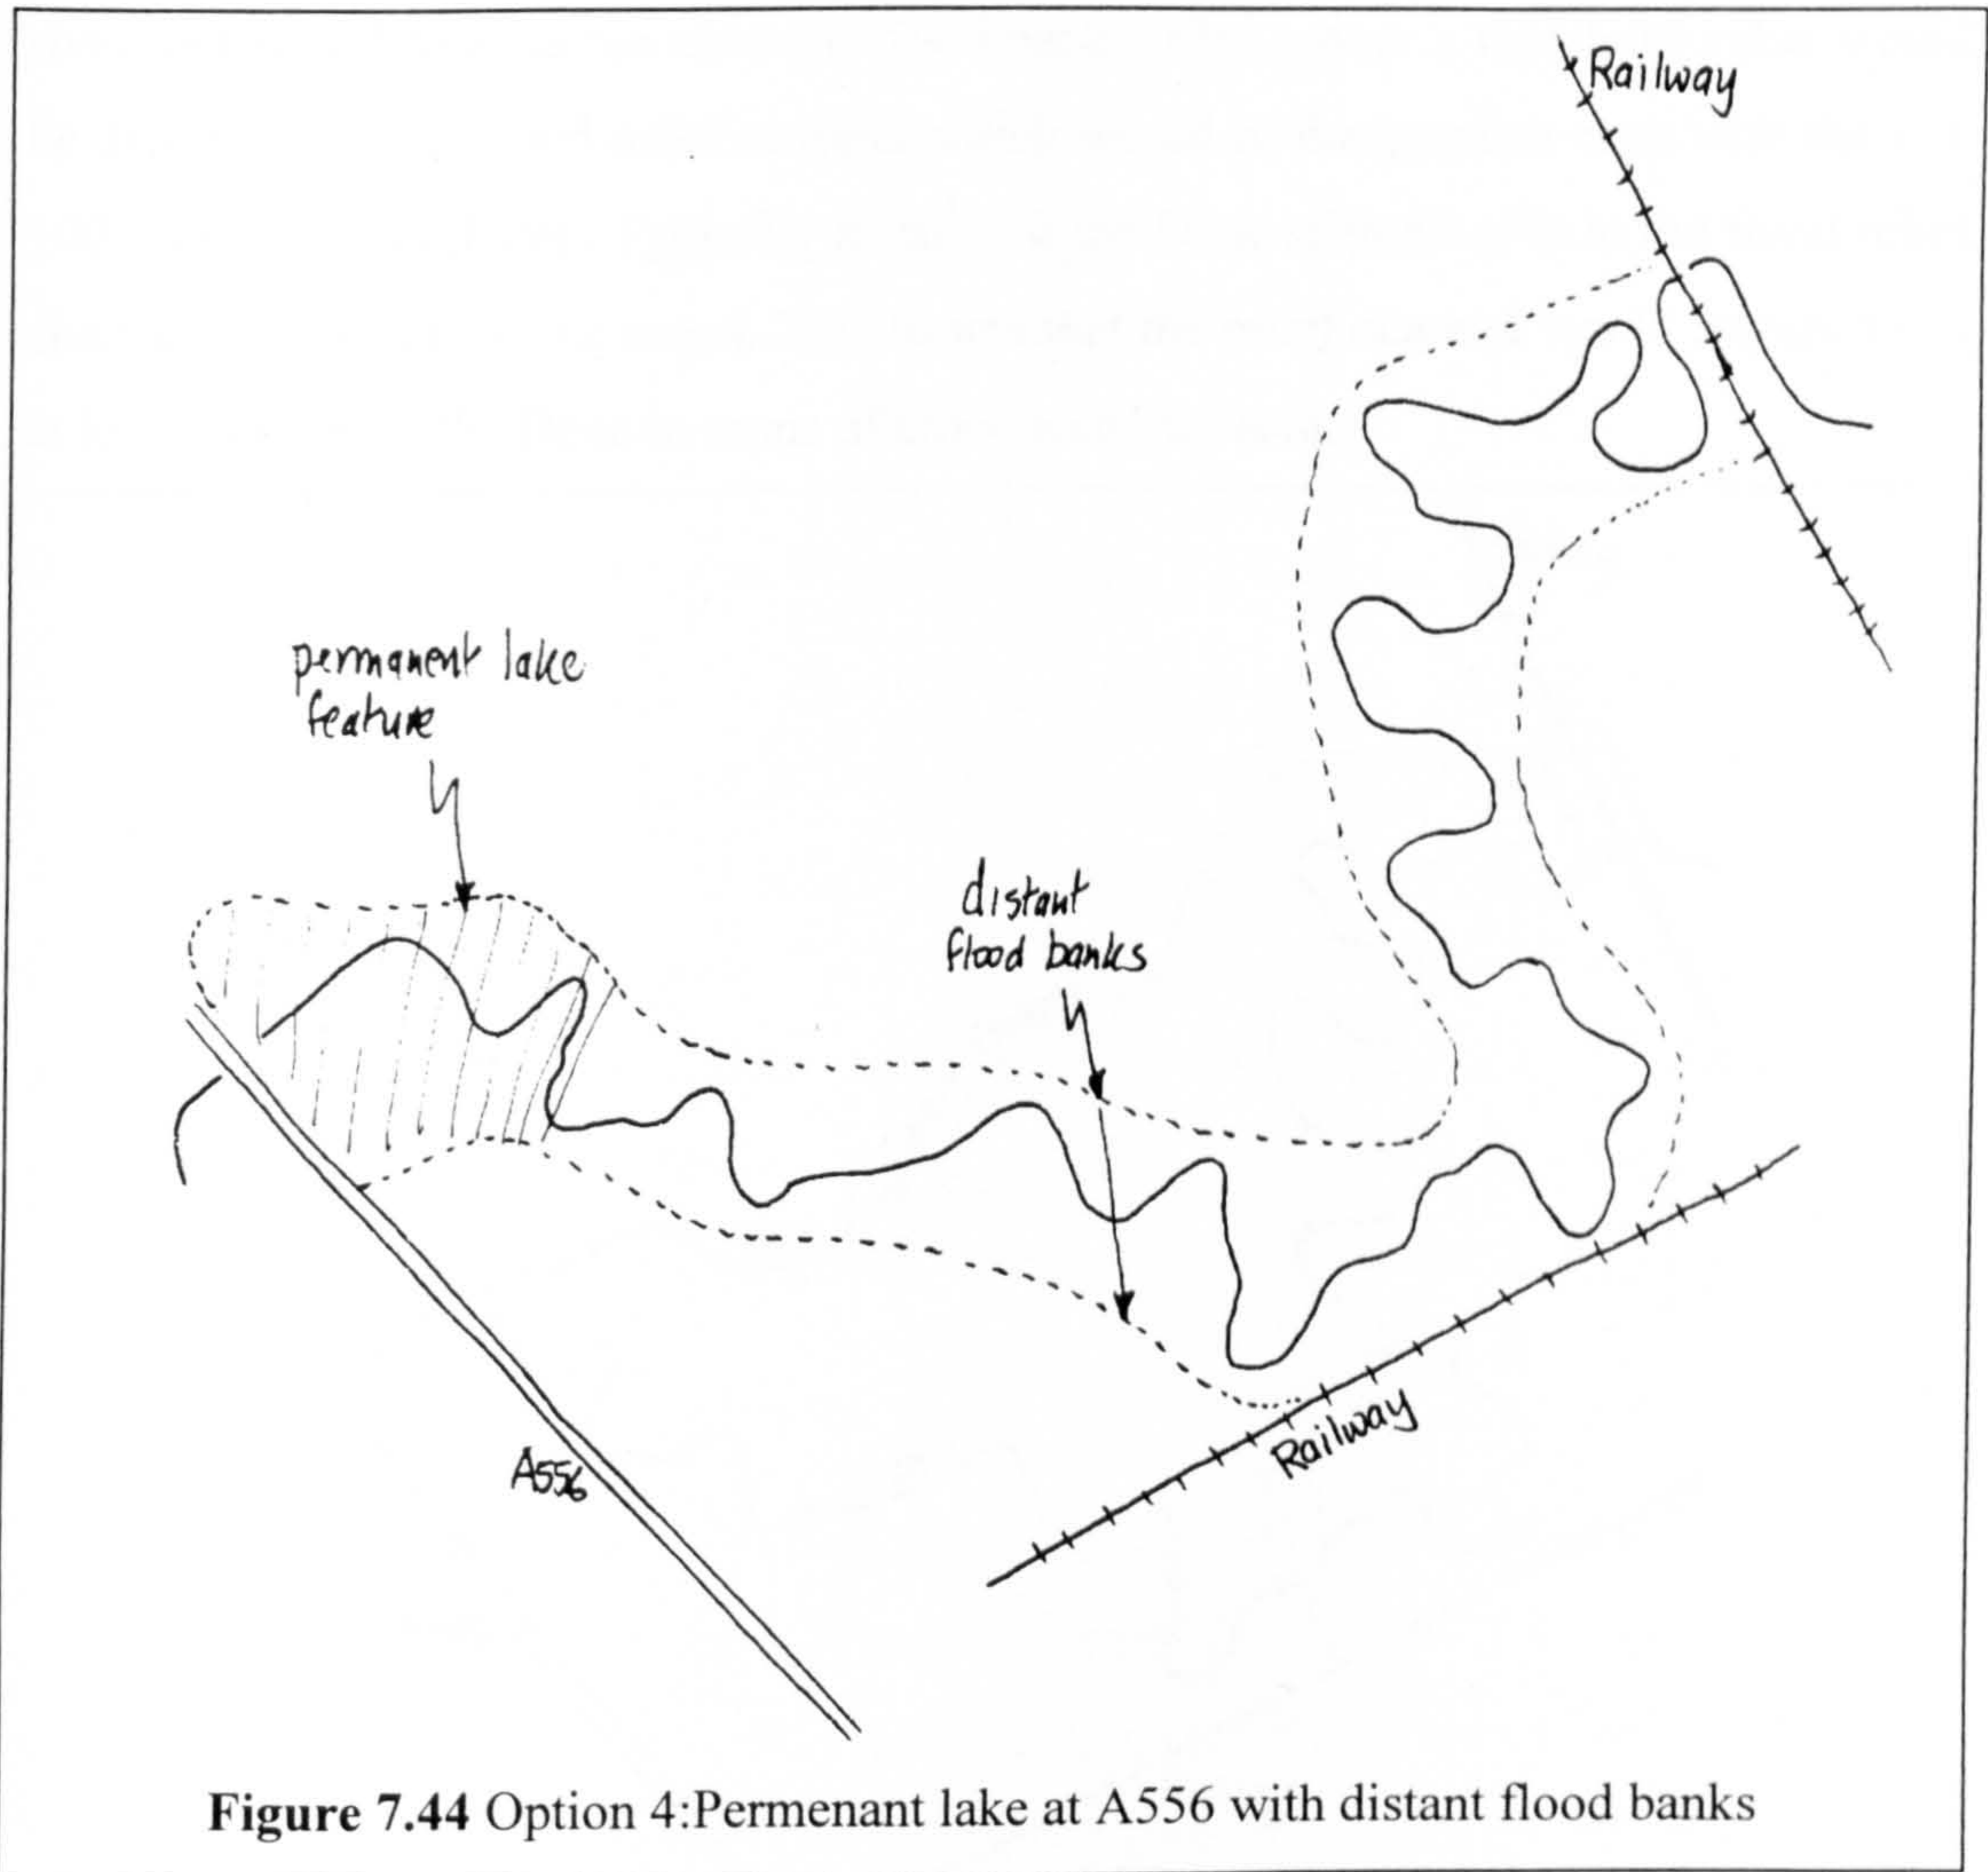 Railway
permanent lake
feature
distant
flood banks
A556
Railway
Figure 7.44 Option 4:Permenant lake at A556 with distant flood banks